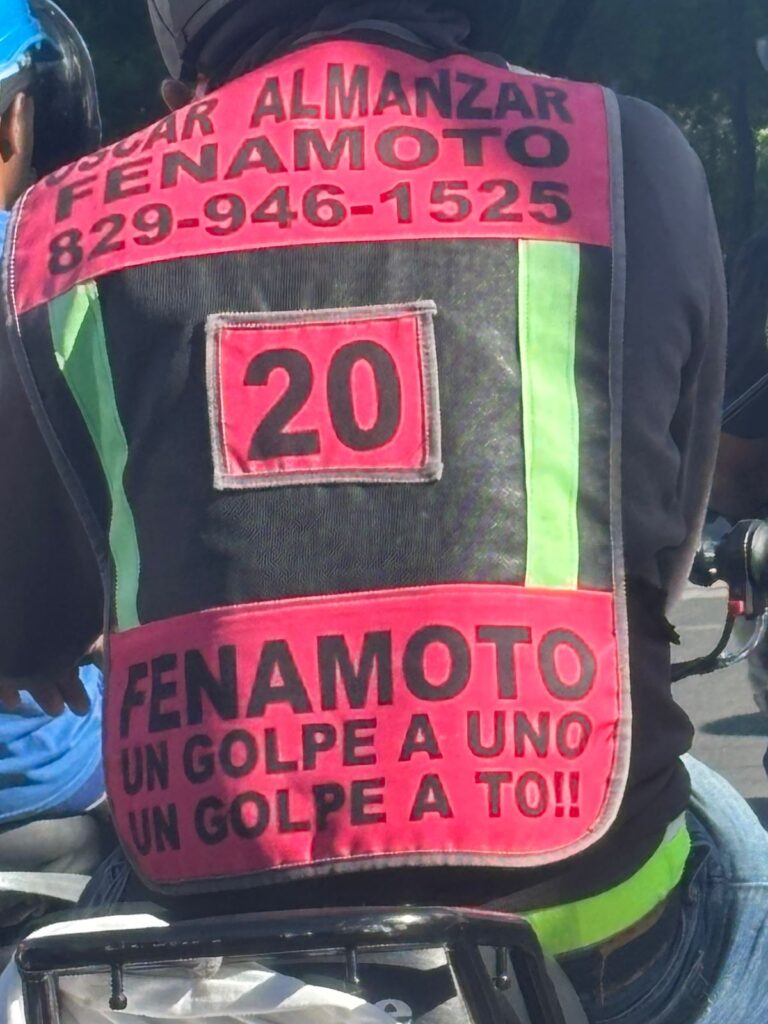 OSCAR ALMANZAR
FENAMOTO
829-946-1525
20
FENAMOTO
UN GOLPE A UNO
UN GOLPE A TO!!